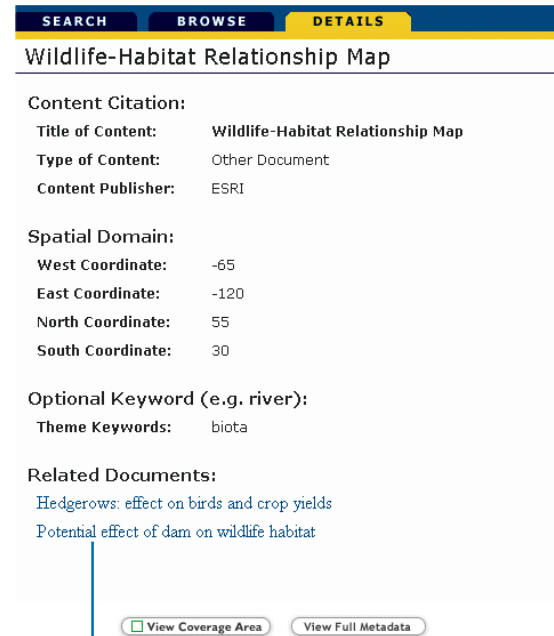 SEARCH BROWSE DETAILS
Wildlife-Habitat Relationship Map
Content Citation:
Title of Content: Wildlife-Habitat Relationship Map
Type of Content: Other Document
Content Publisher: ESRI
Spatial Domain:
West Coordinate: -65
East Coordinate: -120
North Coordinate: 55
South Coordinate: 30
Optional Keyword (e.g. river):
Theme Keywords: biota
Related Documents:
Hedgerows: effect on birds and crop yields
Potential effect of dam on wildlife habitat
View Coverage Area View Full Metadata